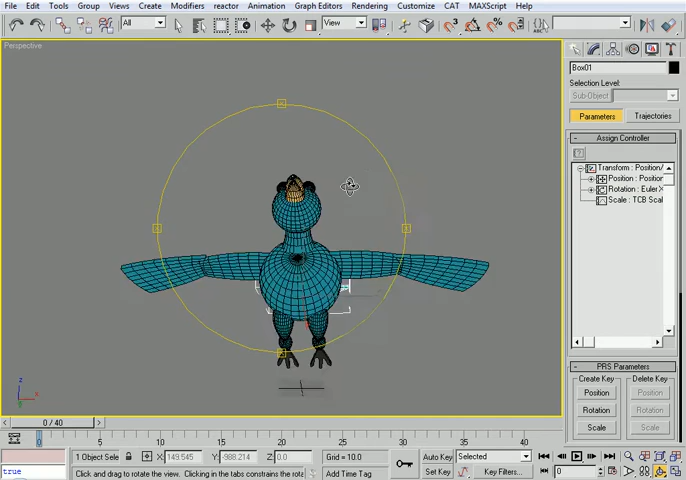 File Edit Tools Group Views Create Modifiers reactor Animation Graph Editors Rendering Customize CAT MAXScript Help
All View 3 ABC
Perspective
Box01
Selection Level:
Sub-Object
Parameters Trajectories
- Assign Controller
Transform : Position/
Position : Position
Rotation : Euler X
Scale : TCB Scal
- PRS Parameters
Create Key Delete Key
Position Position
Rotation Rotation
Scale Scale
z
x
< 0 / 40 >
0 5 10 15 20 25 30 35 40
true
1 Object Sele X: 149.545 Y: -988.214 Z: 0.0 Grid = 10.0
Auto Key Selected
Click and drag to rotate the view. Clicking in the tabs constrains the rota
Add Time Tag
Set Key Key Filters... 0